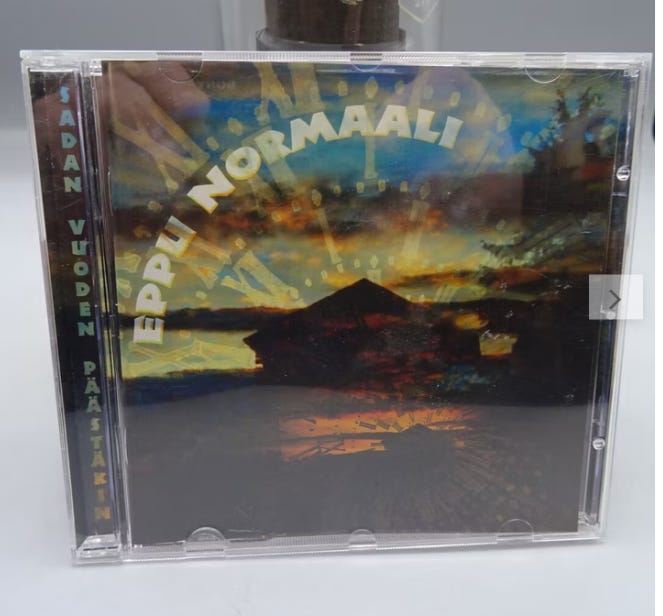 EPPU NORMAALI
SADAN VUODEN PÄÄSTÄKIN